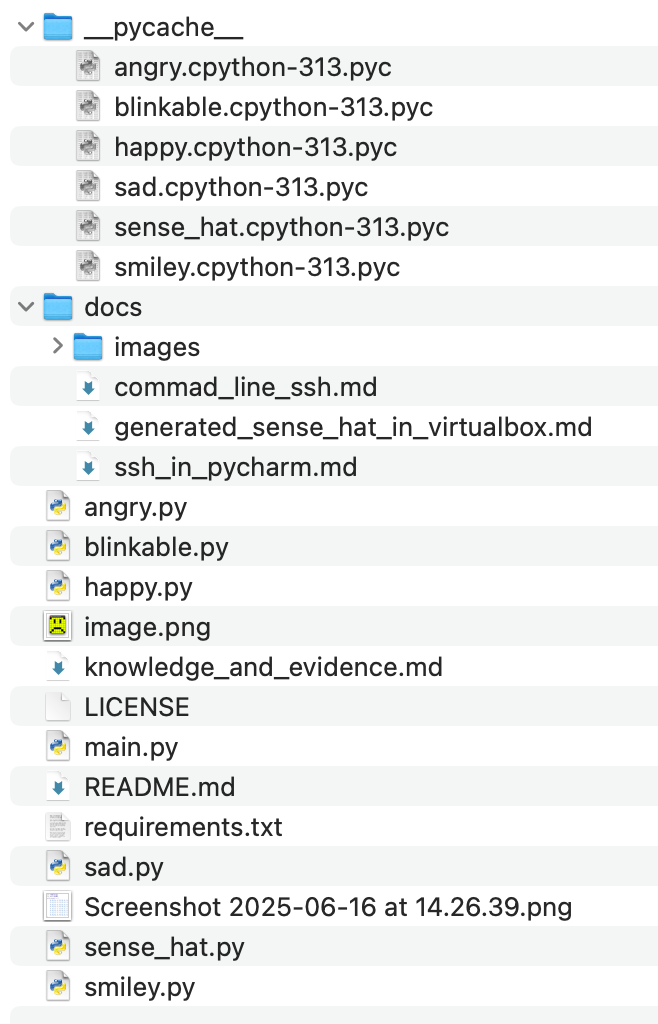 __pycache__
angry.cpython-313.pyc
blinkable.cpython-313.pyc
happy.cpython-313.pyc
sad.cpython-313.pyc
sense_hat.cpython-313.pyc
smiley.cpython-313.pyc
docs
images
commad_line_ssh.md
generated_sense_hat_in_virtualbox.md
ssh_in_pycharm.md
angry.py
blinkable.py
happy.py
image.png
knowledge_and_evidence.md
LICENSE
main.py
README.md
requirements.txt
sad.py
Screenshot 2025-06-16 at 14.26.39.png
sense_hat.py
smiley.py